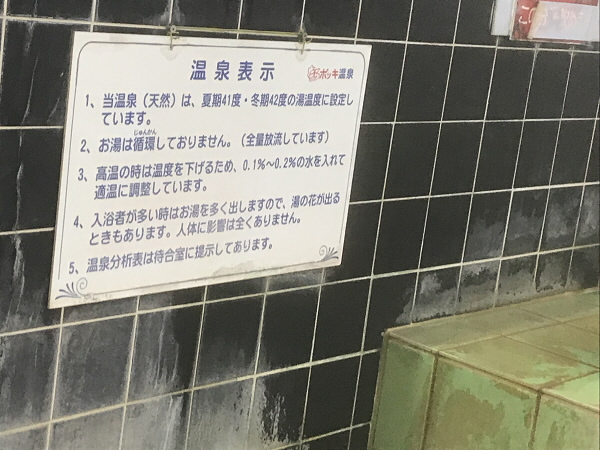 温泉表示
ポッキ温泉
1、当温泉（天然）は、夏期41度・冬期42度の湯温度に設定し
ています。
じゅんかん
2、お湯は循環しておりません。（全量放流しています）
3、高温の時は温度を下げるため、0.1%～0.2%の水を入れて
適温に調整しています。
4、入浴者が多い時はお湯を多く出しますので、湯の花が出る
ときもあります。人体に影響は全くありません。
5、温泉分析表は待合室に提示してあります。